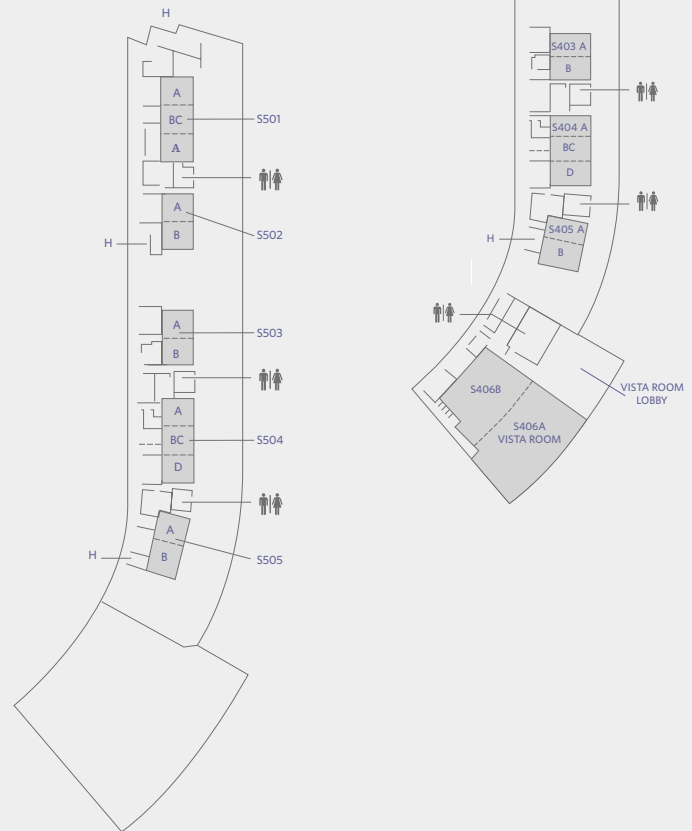 H
A
BC
S501
A
A
S502
B
H
A
S503
B
A
BC
S504
D
A
H
B
S505
S403 A
B
S404 A
BC
D
S405 A
H
B
S406B
VISTA ROOM
LOBBY
S406A
VISTA ROOM